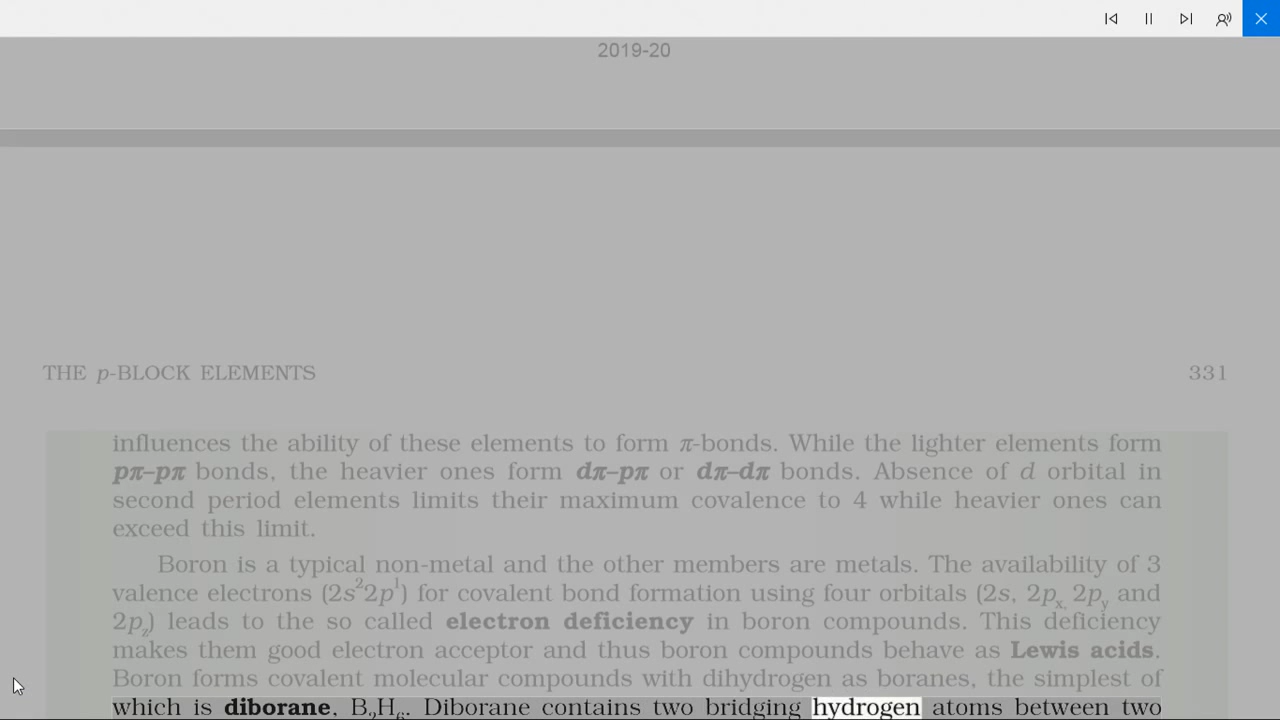 2019-20
THE p-BLOCK ELEMENTS 331
influences the ability of these elements to form π-bonds. While the lighter elements form
pπ–pπ bonds, the heavier ones form dπ–pπ or dπ–dπ bonds. Absence of d orbital in
second period elements limits their maximum covalence to 4 while heavier ones can
exceed this limit.
Boron is a typical non-metal and the other members are metals. The availability of 3
valence electrons (2s²2p¹) for covalent bond formation using four orbitals (2s, 2pₓ, 2pᵧ and
2p_z) leads to the so called electron deficiency in boron compounds. This deficiency
makes them good electron acceptor and thus boron compounds behave as Lewis acids.
Boron forms covalent molecular compounds with dihydrogen as boranes, the simplest of
which is diborane, B₂H₆. Diborane contains two bridging hydrogen atoms between two